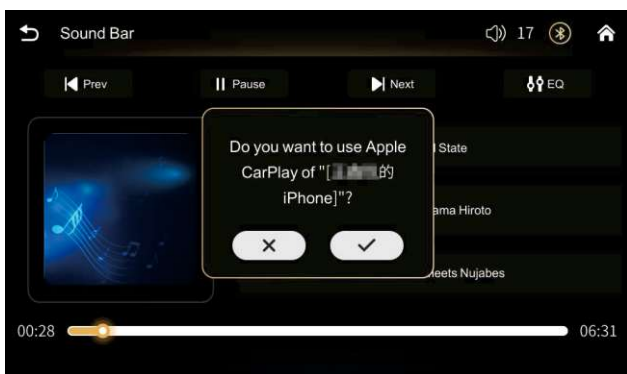 Sound Bar
17
Prev
Pause
Next
EQ
Do you want to use Apple
CarPlay of "[
的
iPhone]"?
State
ama Hiroto
eets Nujabes
00:28
06:31